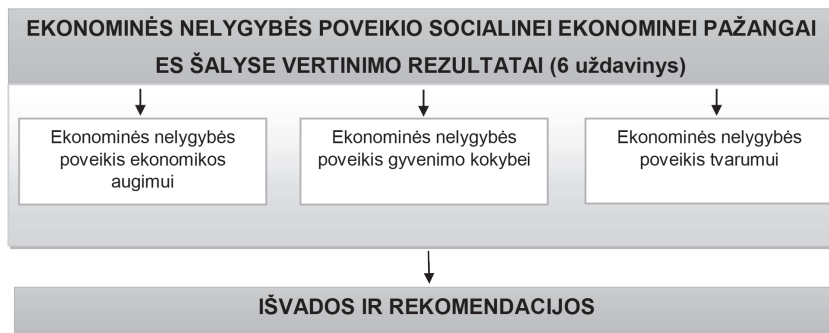 EKONOMINĖS NELYGYBĖS POVEIKIO SOCIALINEI EKONOMINEI PAŽANGAI
ES ŠALYSE VERTINIMO REZULTATAI (6 uždavinys)
Ekonominės nelygybės
poveikis ekonomikos
augimui
Ekonominės nelygybės
poveikis gyvenimo kokybei
Ekonominės nelygybės
poveikis tvarumui
IŠVADOS IR REKOMENDACIJOS